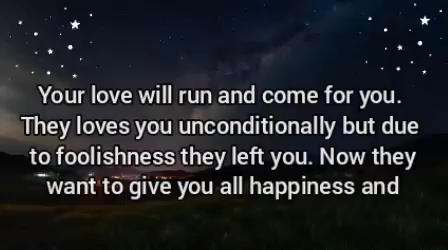 Your love will run and come for you.
They loves you unconditionally but due
to foolishness they left you. Now they
want to give you all happiness and